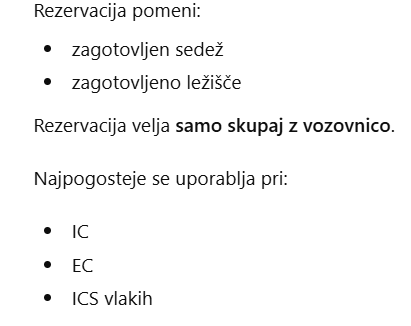 Rezervacija pomeni:
• zagotovljen sedež
• zagotovljeno ležišče
Rezervacija velja samo skupaj z vozovnico.
Najpogosteje se uporablja pri:
• IC
• EC
• ICS vlakih